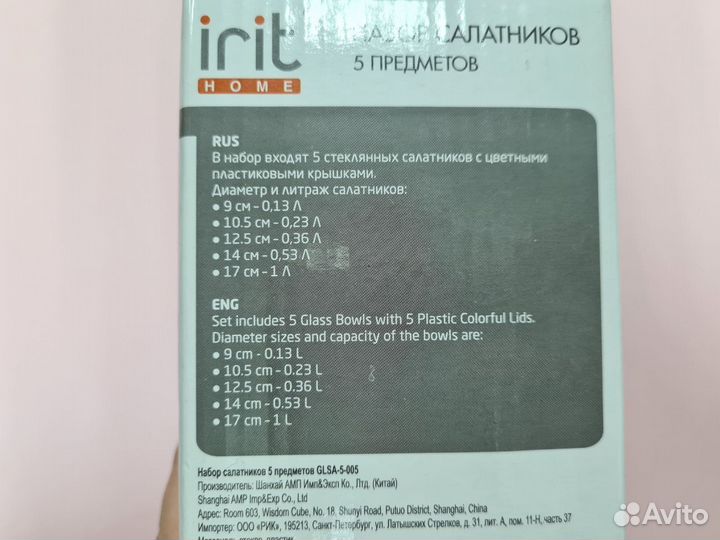 irit
HOME
НАБОР САЛАТНИКОВ
5 ПРЕДМЕТОВ
RUS
В набор входят 5 стеклянных салатников с цветными
пластиковыми крышками.
Диаметр и литраж салатников:
• 9 см – 0,13 Л
• 10.5 см – 0,23 Л
• 12.5 см – 0,36 Л
• 14 см – 0,53 Л
• 17 см – 1 Л
ENG
Set includes 5 Glass Bowls with 5 Plastic Colorful Lids.
Diameter sizes and capacity of the bowls are:
• 9 cm - 0.13 L
• 10.5 cm - 0.23 L
• 12.5 cm - 0.36 L
• 14 cm – 0.53 L
• 17 cm – 1 L
Набор салатников 5 предметов GLSA-5-005
Производитель: Шанхай АМП Имп&Эксп Ко., Лтд. (Китай)
Shanghai AMP Imp&Exp Co., Ltd
Адрес: Room 603, Wisdom Cube, No. 18. Shunyi Road, Putuo District, Shanghai, China
Импортер: ООО «РИК», 195213, Санкт-Петербург, ул. Латышских Стрелков, д. 31, лит. А, пом. 11-Н, часть 37
Материал: стекло, пластик
Avito